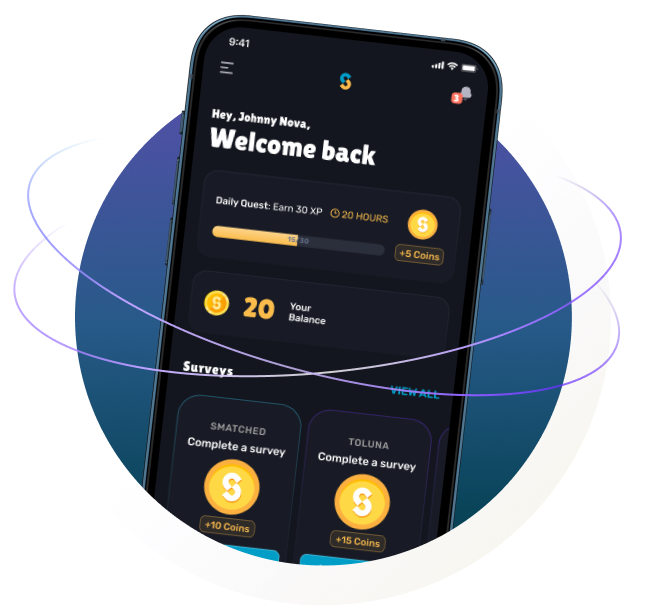 9:41
3
Hey, Johnny Nova,
Welcome back
Daily Quest: Earn 30 XP
20 HOURS
15/30
+5 Coins
20
Your
Balance
Surveys
VIEW ALL
SMATCHED
Complete a survey
+10 Coins
TOLUNA
Complete a survey
+15 Coins